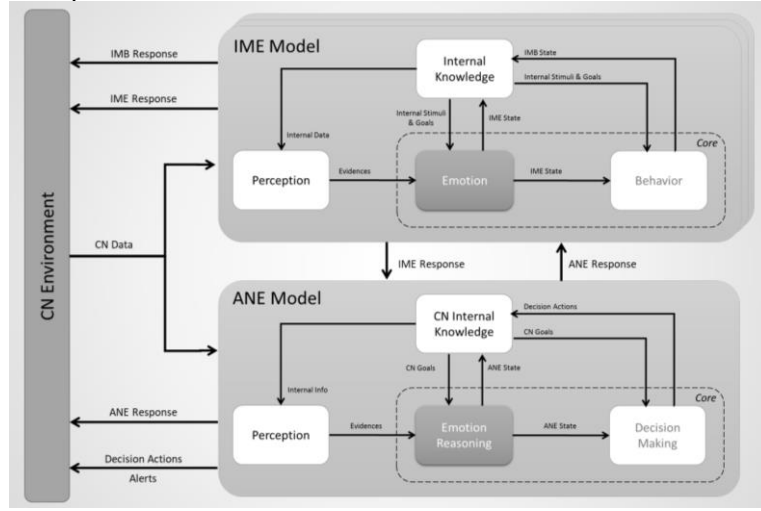 IME Model
IMB Response
IME Response
CN Environment
CN Data
Internal
Knowledge
IMB State
Internal Stimuli & Goals
Internal Stimuli
& Goals
IME State
Internal Data
Core
Perception
Evidences
Emotion
IME State
Behavior
IME Response
ANE Response
ANE Model
CN Internal
Knowledge
Decision Actions
CN Goals
CN Goals
ANE State
Internal Info
Core
Perception
Evidences
Emotion
Reasoning
ANE State
Decision
Making
ANE Response
Decision Actions
Alerts